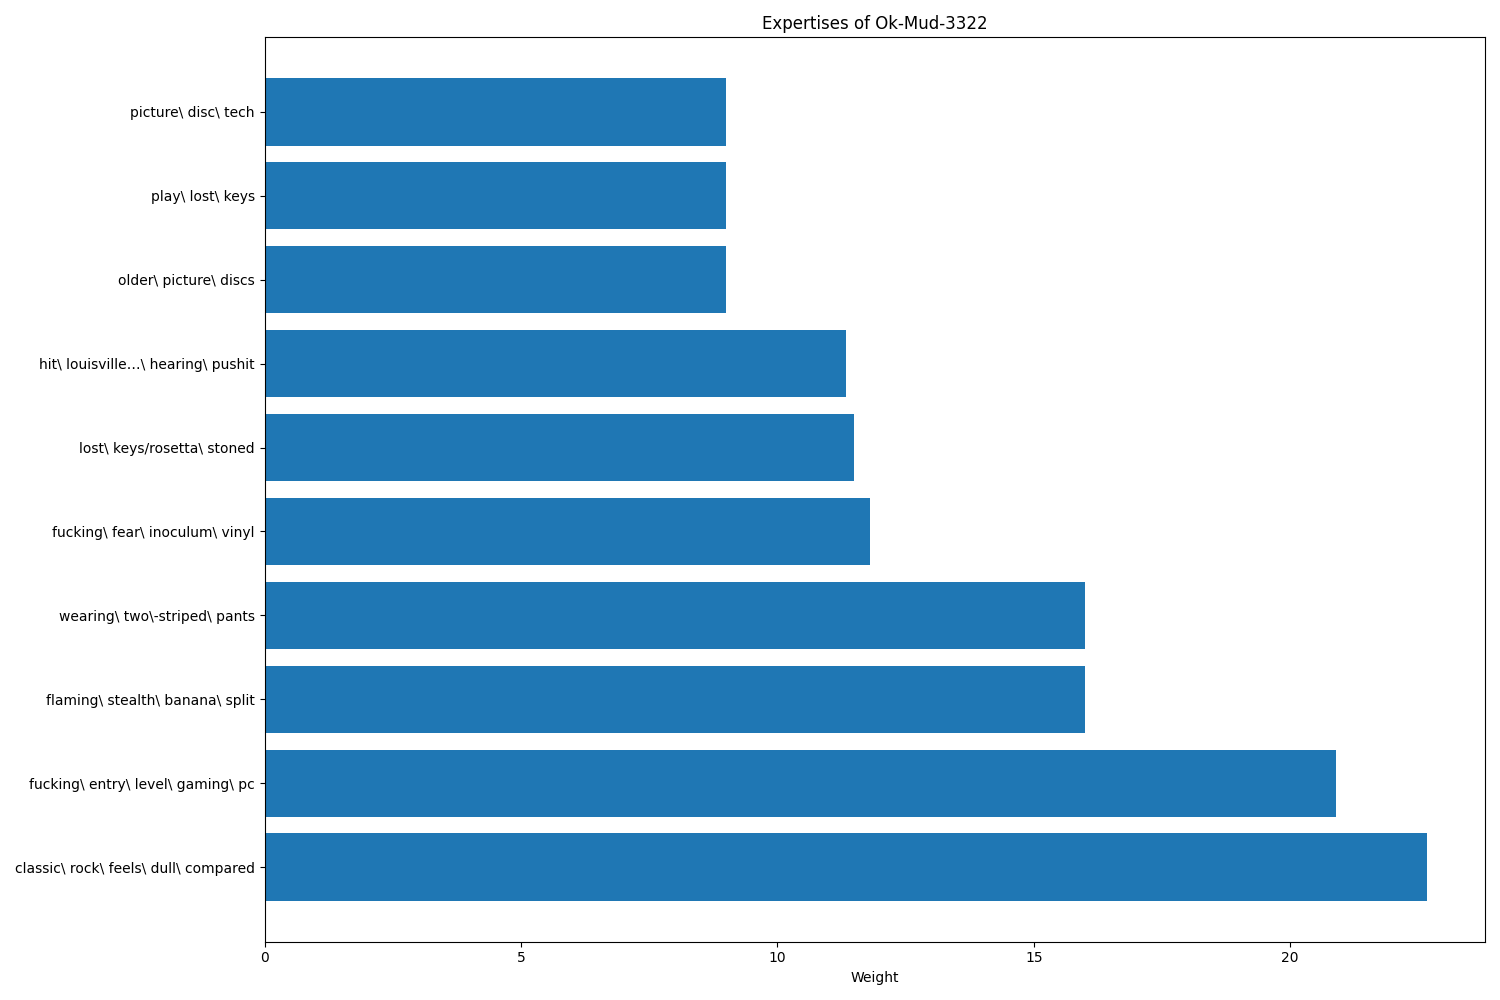 Expertises of Ok-Mud-3322
picture\ disc\ tech
play\ lost\ keys
older\ picture\ discs
hit\ louisville…\ hearing\ pushit
lost\ keys/rosetta\ stoned
fucking\ fear\ inoculum\ vinyl
wearing\ two\-striped\ pants
flaming\ stealth\ banana\ split
fucking\ entry\ level\ gaming\ pc
classic\ rock\ feels\ dull\ compared
0 5 10 15 20
Weight